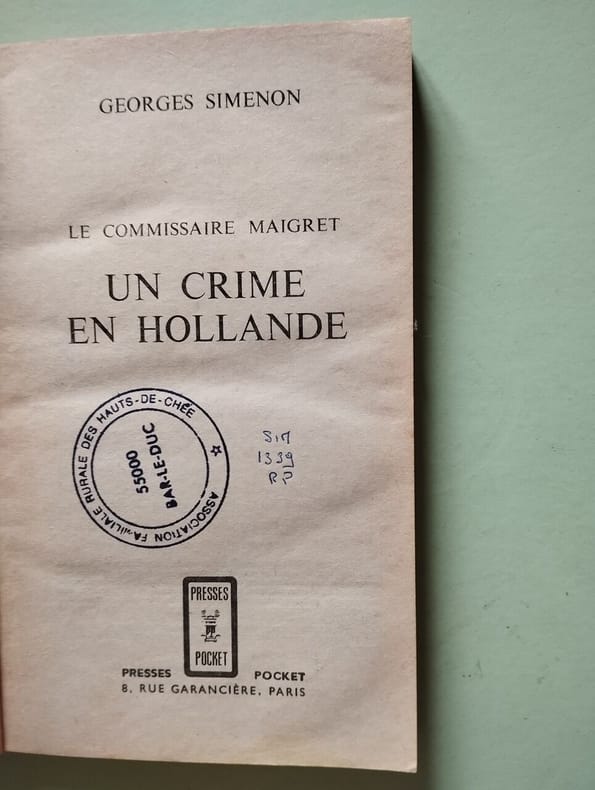 GEORGES SIMENON
LE COMMISSAIRE MAIGRET
UN CRIME
EN HOLLANDE
ASSOCIATION FAMILIALE RURALE DES HAUTS-DE-CHÉE
55000
BAR-LE-DUC
SIM
1339
RP
PRESSES
POCKET
PRESSES POCKET
8, RUE GARANCIÈRE, PARIS